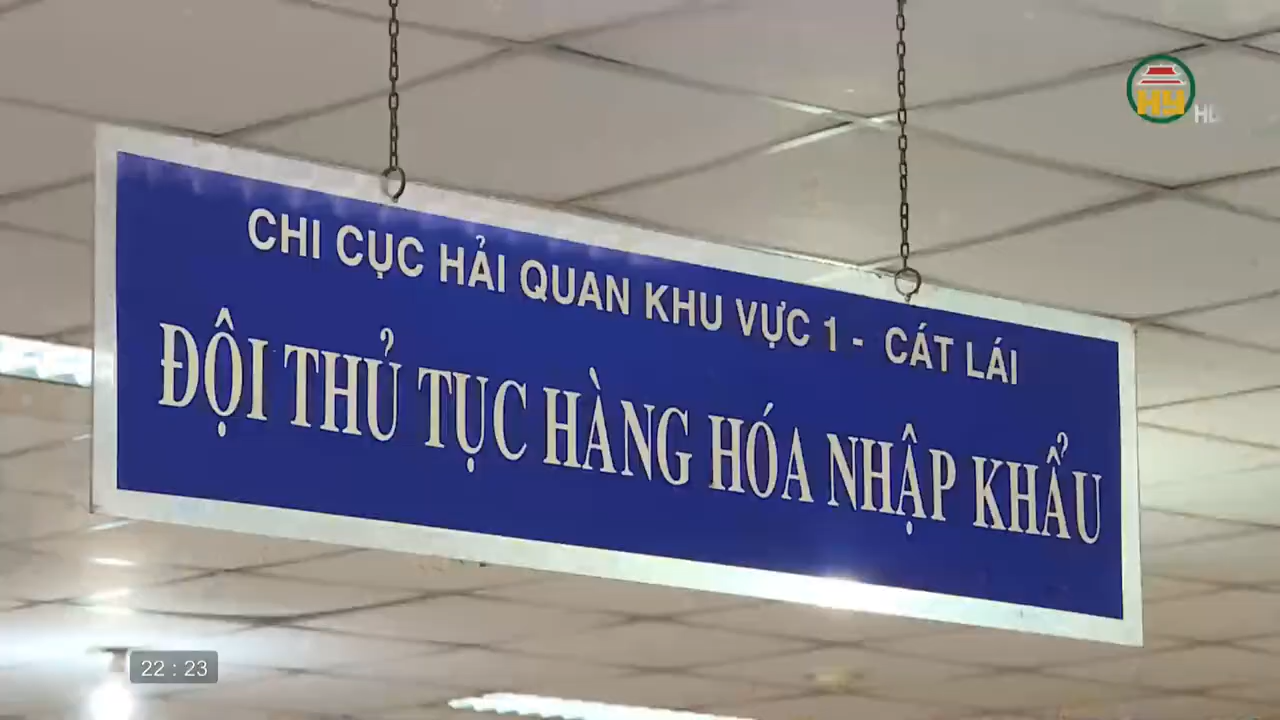 HY HD
CHI CỤC HẢI QUAN KHU VỰC 1 - CÁT LÁI
ĐỘI THỦ TỤC HÀNG HÓA NHẬP KHẨU
22 : 23